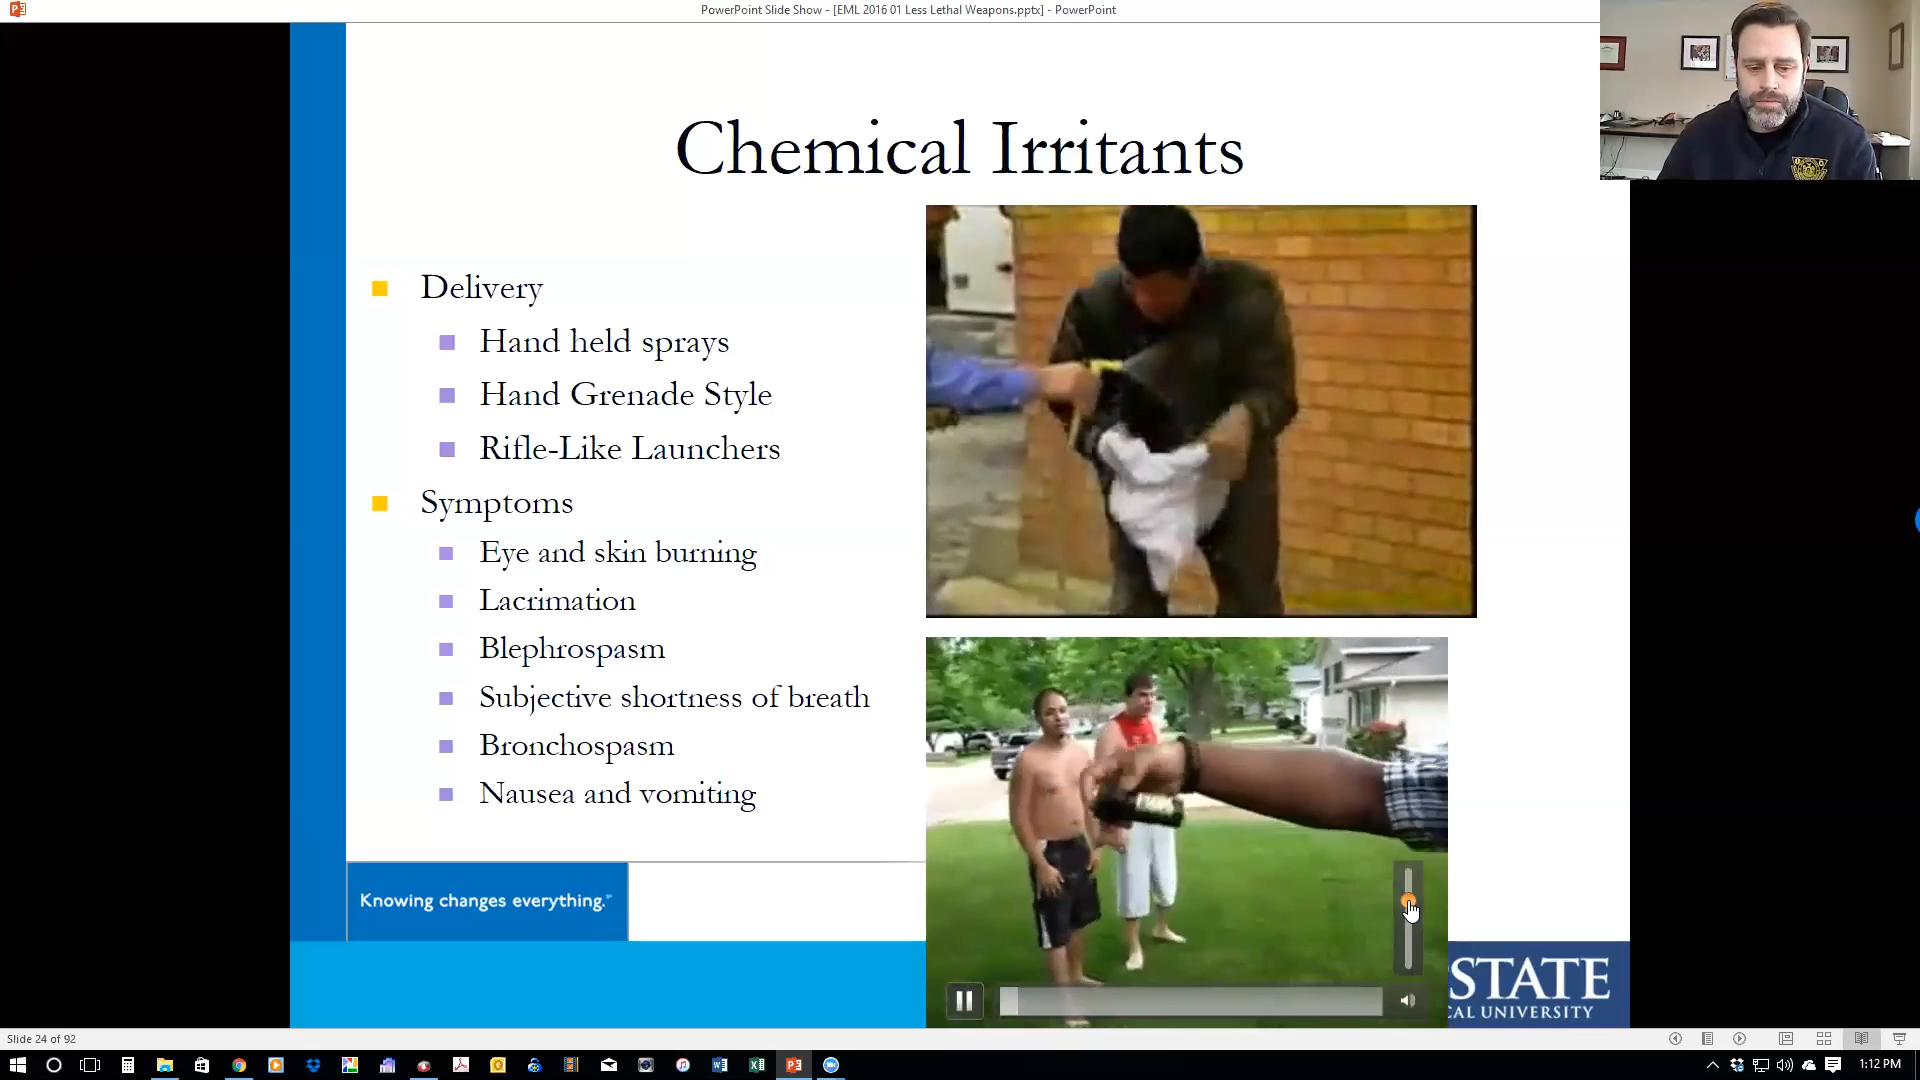 PowerPoint Slide Show - [EML 2016 01 Less Lethal Weapons.pptx] - PowerPoint
Chemical Irritants
Delivery
Hand held sprays
Hand Grenade Style
Rifle-Like Launchers
Symptoms
Eye and skin burning
Lacrimation
Blephrospasm
Subjective shortness of breath
Bronchospasm
Nausea and vomiting
Knowing changes everything.
STATE
CAL UNIVERSITY
Slide 24 of 92
1:12 PM